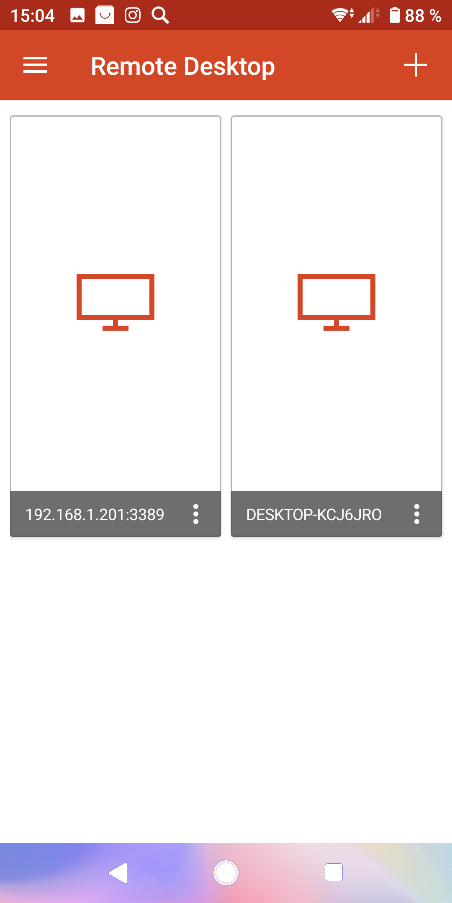 15:04 88 %
Remote Desktop
192.168.1.201:3389 DESKTOP-KCJ6JRO